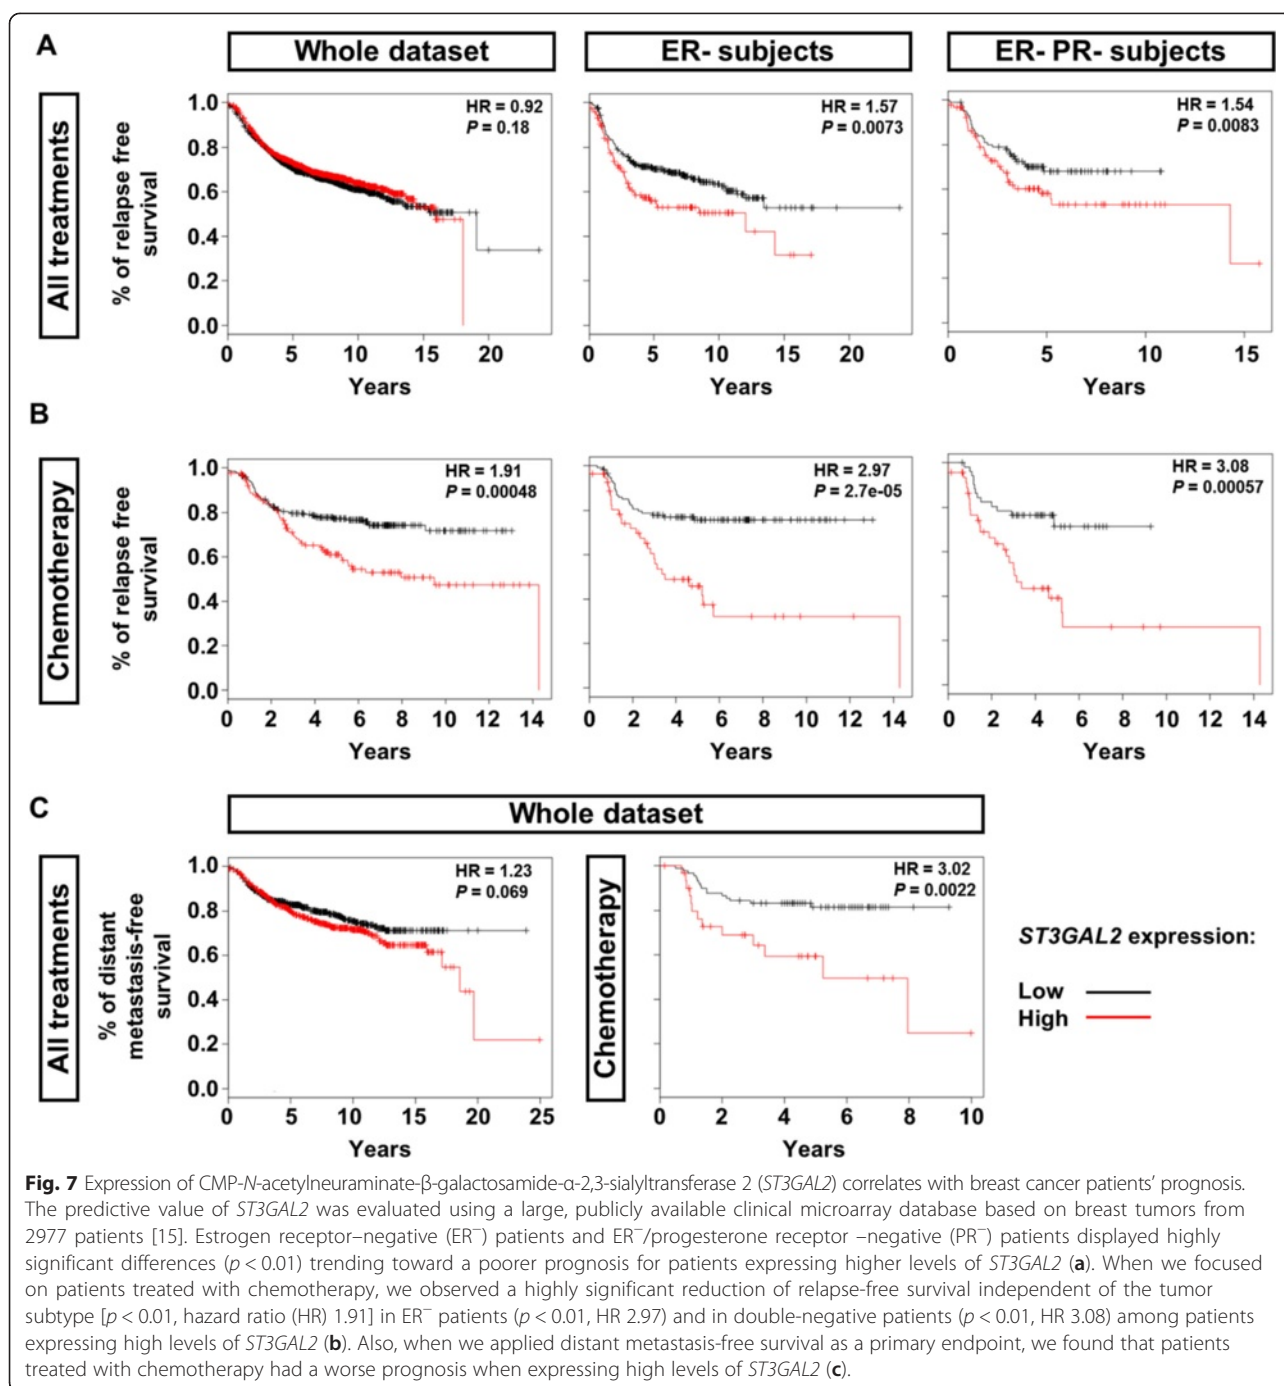 A
Whole dataset
ER- subjects
ER- PR- subjects
All treatments
% of relapse free
survival
1.0
0.8
0.6
0.4
0.2
0.0
HR = 0.92
P = 0.18
0 5 10 15 20
Years
HR = 1.57
P = 0.0073
0 5 10 15 20
Years
HR = 1.54
P = 0.0083
0 5 10 15
Years
B
Chemotherapy
% of relapse free
survival
1.0
0.8
0.6
0.4
0.2
0.0
HR = 1.91
P = 0.00048
0 2 4 6 8 10 12 14
Years
HR = 2.97
P = 2.7e-05
0 2 4 6 8 10 12 14
Years
HR = 3.08
P = 0.00057
0 2 4 6 8 10 12 14
Years
C
Whole dataset
All treatments
% of distant
metastasis-free
survival
1.0
0.8
0.6
0.4
0.2
0.0
HR = 1.23
P = 0.069
0 5 10 15 20 25
Years
Chemotherapy
HR = 3.02
P = 0.0022
0 2 4 6 8 10
Years
ST3GAL2 expression:
Low
High
Fig. 7 Expression of CMP-N-acetylneuraminate-β-galactosamide-α-2,3-sialyltransferase 2 (ST3GAL2) correlates with breast cancer patients' prognosis.
The predictive value of ST3GAL2 was evaluated using a large, publicly available clinical microarray database based on breast tumors from
2977 patients [15]. Estrogen receptor–negative (ER⁻) patients and ER⁻/progesterone receptor –negative (PR⁻) patients displayed highly
significant differences (p < 0.01) trending toward a poorer prognosis for patients expressing higher levels of ST3GAL2 (a). When we focused
on patients treated with chemotherapy, we observed a highly significant reduction of relapse-free survival independent of the tumor
subtype [p < 0.01, hazard ratio (HR) 1.91] in ER⁻ patients (p < 0.01, HR 2.97) and in double-negative patients (p < 0.01, HR 3.08) among patients
expressing high levels of ST3GAL2 (b). Also, when we applied distant metastasis-free survival as a primary endpoint, we found that patients
treated with chemotherapy had a worse prognosis when expressing high levels of ST3GAL2 (c).